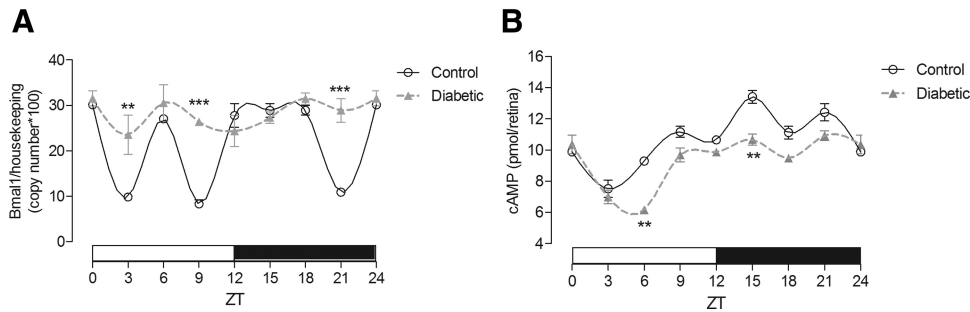 A
B
Bmal1/housekeeping
(copy number*100)
40
30
20
10
0
**
***
***
Control
Diabetic
0 3 6 9 12 15 18 21 24
ZT
cAMP (pmol/retina)
16
14
12
10
8
6
4
**
**
Control
Diabetic
0 3 6 9 12 15 18 21 24
ZT